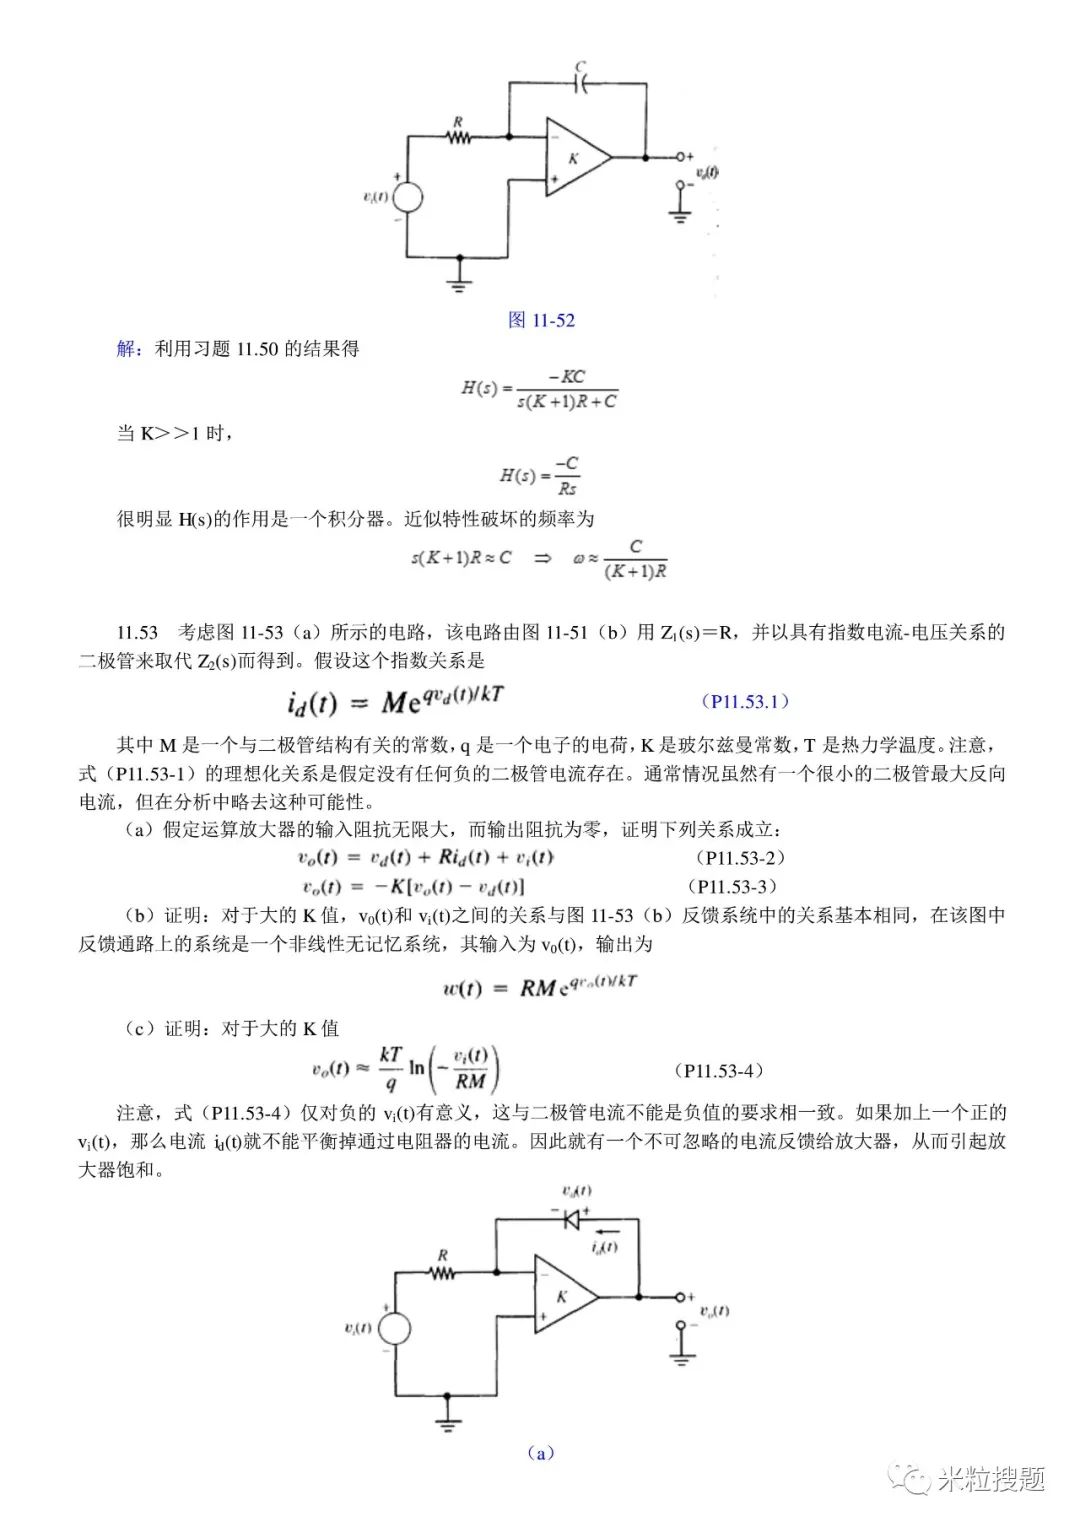 C
R
−
K
+
+
vi(t)
−
+
v₀(t)
−
图 11-52
解：利用习题 11.50 的结果得
H(s) = −KC / (s(K+1)R+C)
当 K＞＞1 时，
H(s) = −C / Rs
很明显 H(s)的作用是一个积分器。近似特性破坏的频率为
s(K+1)R ≈ C ⇒ ω ≈ C / ((K+1)R)
11.53 考虑图 11-53（a）所示的电路，该电路由图 11-51（b）用 Z₁(s)＝R，并以具有指数电流-电压关系的
二极管来取代 Z₂(s)而得到。假设这个指数关系是
i_d(t) = Me^{qv_d(t)/kT} （P11.53.1）
其中 M 是一个与二极管结构有关的常数，q 是一个电子的电荷，K 是玻尔兹曼常数，T 是热力学温度。注意，
式（P11.53-1）的理想化关系是假定没有任何负的二极管电流存在。通常情况虽然有一个很小的二极管最大反向
电流，但在分析中略去这种可能性。
（a）假定运算放大器的输入阻抗无限大，而输出阻抗为零，证明下列关系成立：
v_o(t) = v_d(t) + Ri_d(t) + v_i(t) （P11.53-2）
v_o(t) = −K[v_o(t) − v_d(t)] （P11.53-3）
（b）证明：对于大的 K 值，v₀(t)和 vᵢ(t)之间的关系与图 11-53（b）反馈系统中的关系基本相同，在该图中
反馈通路上的系统是一个非线性无记忆系统，其输入为 v₀(t)，输出为
w(t) = RMe^{qv_o(t)/kT}
（c）证明：对于大的 K 值
v_o(t) ≈ kT/q ln(−v_i(t)/RM) （P11.53-4）
注意，式（P11.53-4）仅对负的 vᵢ(t)有意义，这与二极管电流不能是负值的要求相一致。如果加上一个正的
vᵢ(t)，那么电流 i_d(t)就不能平衡掉通过电阻器的电流。因此就有一个不可忽略的电流反馈给放大器，从而引起放
大器饱和。
v_d(t)
− +
i_d(t)
R
−
K
+
+
v_i(t)
−
+
v_o(t)
−
（a）
米粒搜题